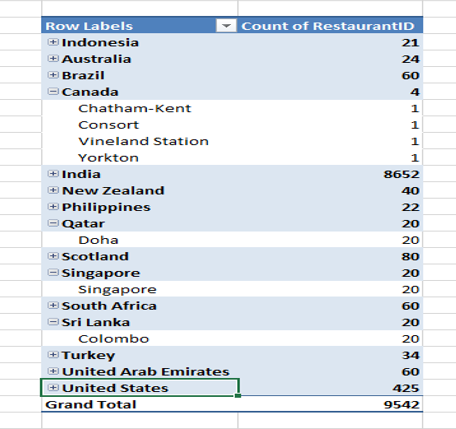 Row Labels Count of RestaurantID
Indonesia 21
Australia 24
Brazil 60
Canada 4
Chatham-Kent 1
Consort 1
Vineland Station 1
Yorkton 1
India 8652
New Zealand 40
Philippines 22
Qatar 20
Doha 20
Scotland 80
Singapore 20
Singapore 20
South Africa 60
Sri Lanka 20
Colombo 20
Turkey 34
United Arab Emirates 60
United States 425
Grand Total 9542